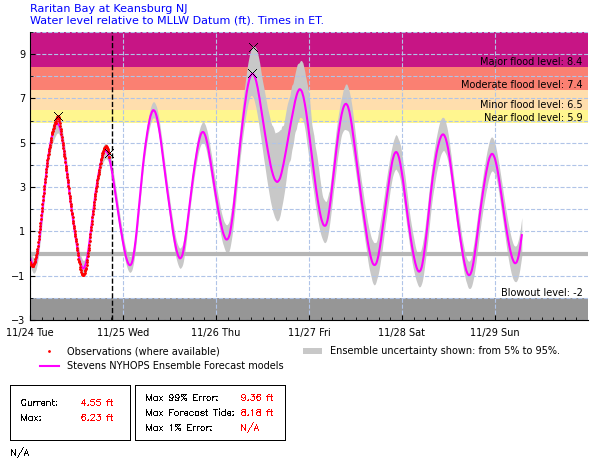 Raritan Bay at Keansburg NJ
Water level relative to MLLW Datum (ft). Times in ET.
9
Major flood level: 8.4
Moderate flood level: 7.4
7
Minor flood level: 6.5
Near flood level: 5.9
5
3
1
−1
Blowout level: -2
−3
11/24 Tue 11/25 Wed 11/26 Thu 11/27 Fri 11/28 Sat 11/29 Sun
Observations (where available) Ensemble uncertainty shown: from 5% to 95%.
Stevens NYHOPS Ensemble Forecast models
Current: 4.55 ft
Max: 6.23 ft
Max 99% Error: 9.36 ft
Max Forecast Tide: 8.18 ft
Max 1% Error: N/A
N/A